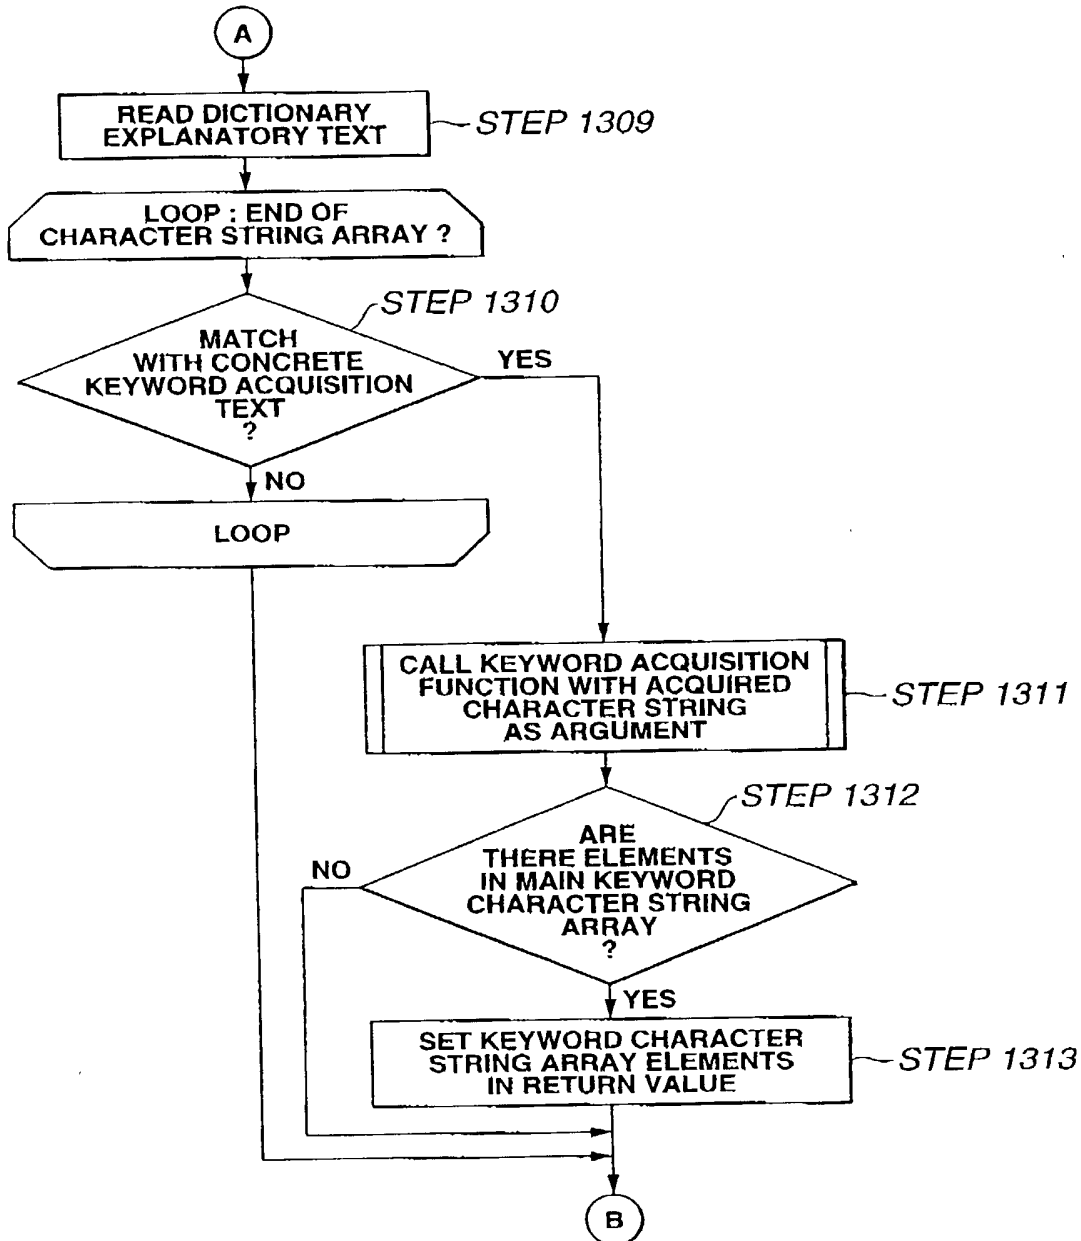 A
READ DICTIONARY
EXPLANATORY TEXT
STEP 1309
LOOP : END OF
CHARACTER STRING ARRAY ?
STEP 1310
MATCH
WITH CONCRETE
KEYWORD ACQUISITION
TEXT
?
YES
NO
LOOP
CALL KEYWORD ACQUISITION
FUNCTION WITH ACQUIRED
CHARACTER STRING
AS ARGUMENT
STEP 1311
STEP 1312
ARE
THERE ELEMENTS
IN MAIN KEYWORD
CHARACTER STRING
ARRAY
?
NO
YES
SET KEYWORD CHARACTER
STRING ARRAY ELEMENTS
IN RETURN VALUE
STEP 1313
B